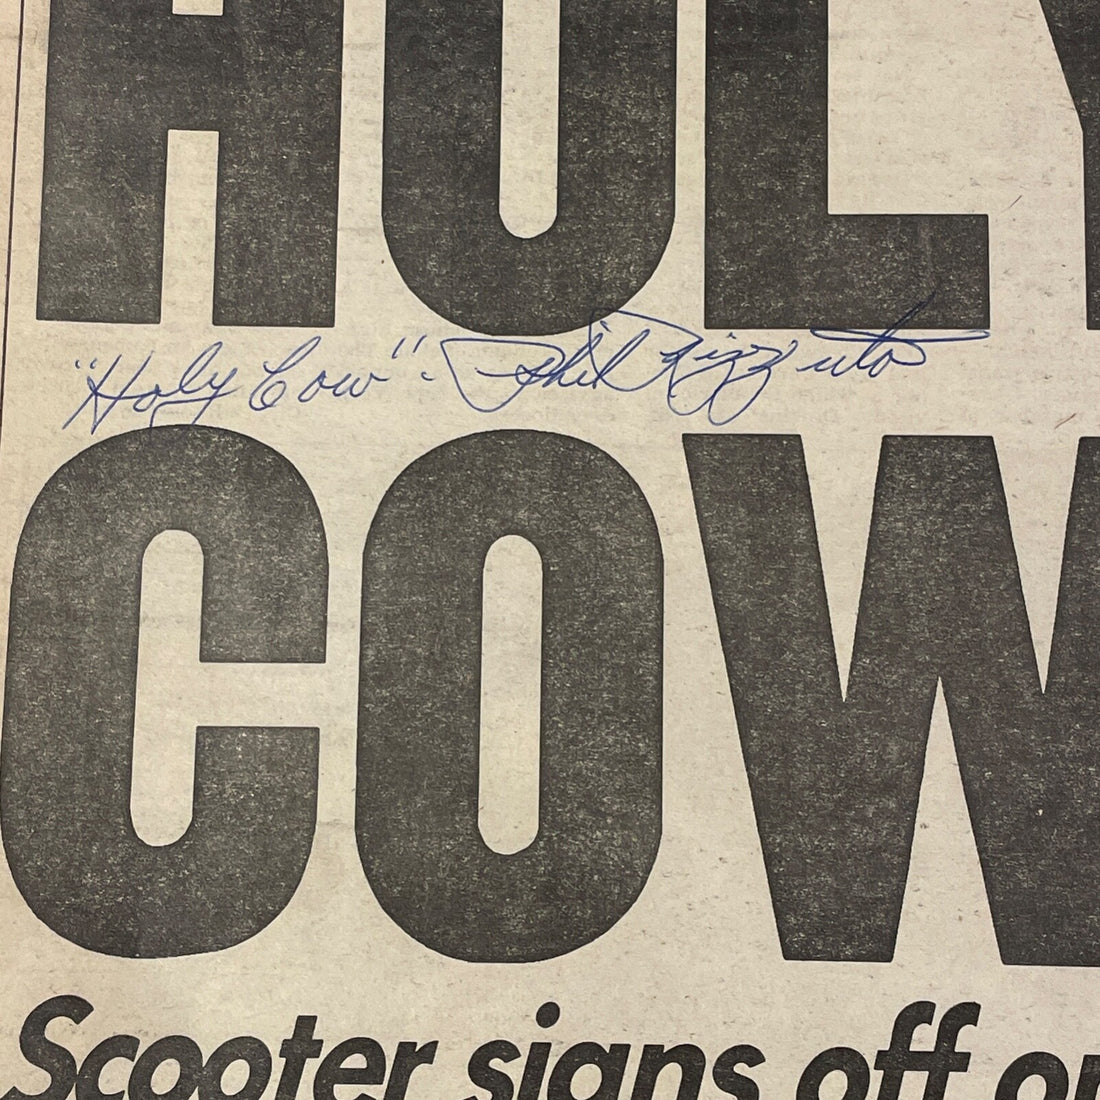 HOLY
"Holy Cow". Phil Rizzuto
COW
Scooter signs off